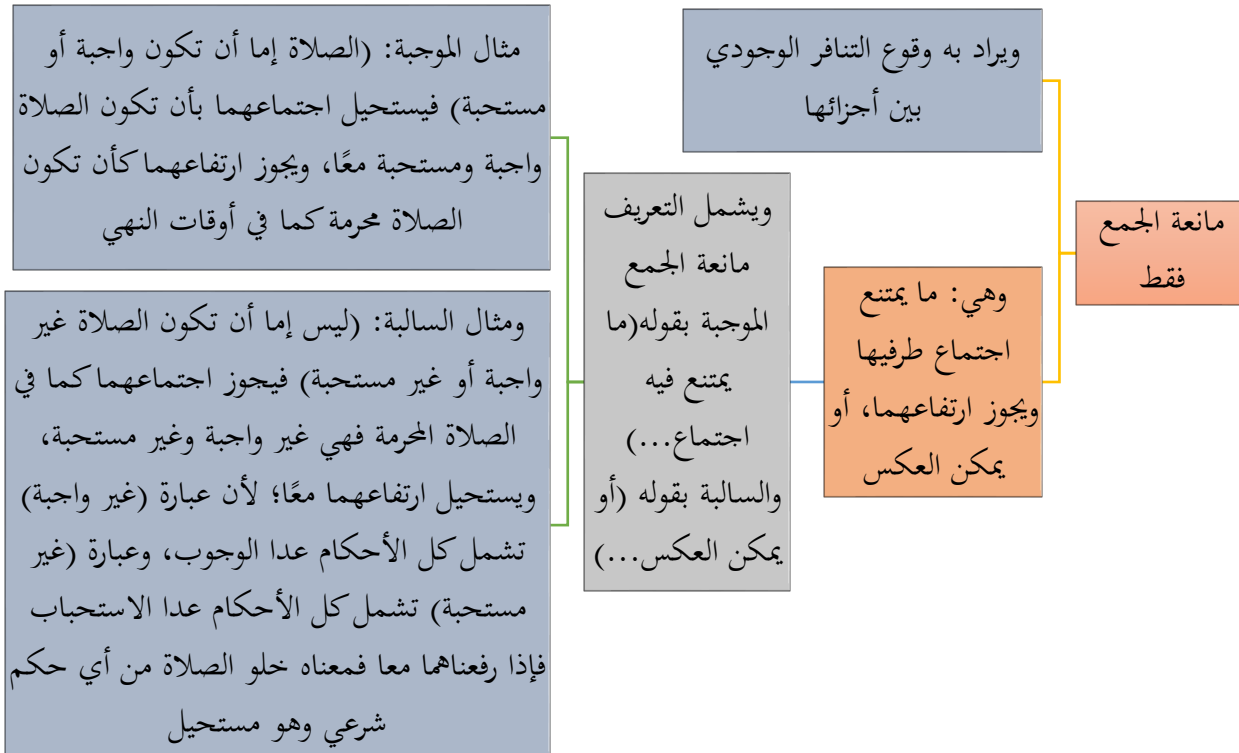 مانعة الجمع
فقط
ويراد به وقوع التنافر الوجودي
بين أجزائها
وهي: ما يمتنع
اجتماع طرفيها
ويجوز ارتفاعهما، أو
يمكن العكس
ويشمل التعريف
مانعة الجمع
الموجبة بقوله(ما
يمتنع فيه
اجتماع...)
والسالبة بقوله (أو
يمكن العكس...)
مثال الموجبة: (الصلاة إما أن تكون واجبة أو
مستحبة) فيستحيل اجتماعهما بأن تكون الصلاة
واجبة ومستحبة معًا، ويجوز ارتفاعهما كأن تكون
الصلاة محرمة كما في أوقات النهي
ومثال السالبة: (ليس إما أن تكون الصلاة غير
واجبة أو غير مستحبة) فيجوز اجتماعهما كما في
الصلاة المحرمة فهي غير واجبة وغير مستحبة،
ويستحيل ارتفاعهما معًا؛ لأن عبارة (غير واجبة)
تشمل كل الأحكام عدا الوجوب، وعبارة (غير
مستحبة) تشمل كل الأحكام عدا الاستحباب
فإذا رفعناهما معا فمعناه خلو الصلاة من أي حكم
شرعي وهو مستحيل